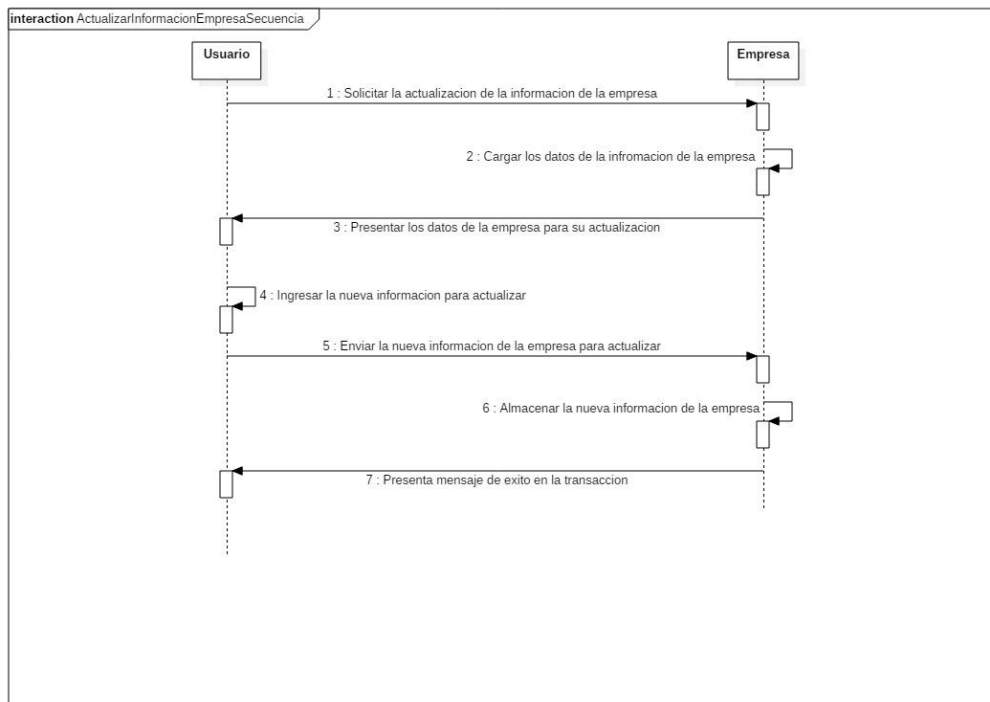 interaction ActualizarInformacionEmpresaSecuencia
Usuario
Empresa
1 : Solicitar la actualizacion de la informacion de la empresa
2 : Cargar los datos de la infromacion de la empresa
3 : Presentar los datos de la empresa para su actualizacion
4 : Ingresar la nueva informacion para actualizar
5 : Enviar la nueva informacion de la empresa para actualizar
6 : Almacenar la nueva informacion de la empresa
7 : Presenta mensaje de exito en la transaccion